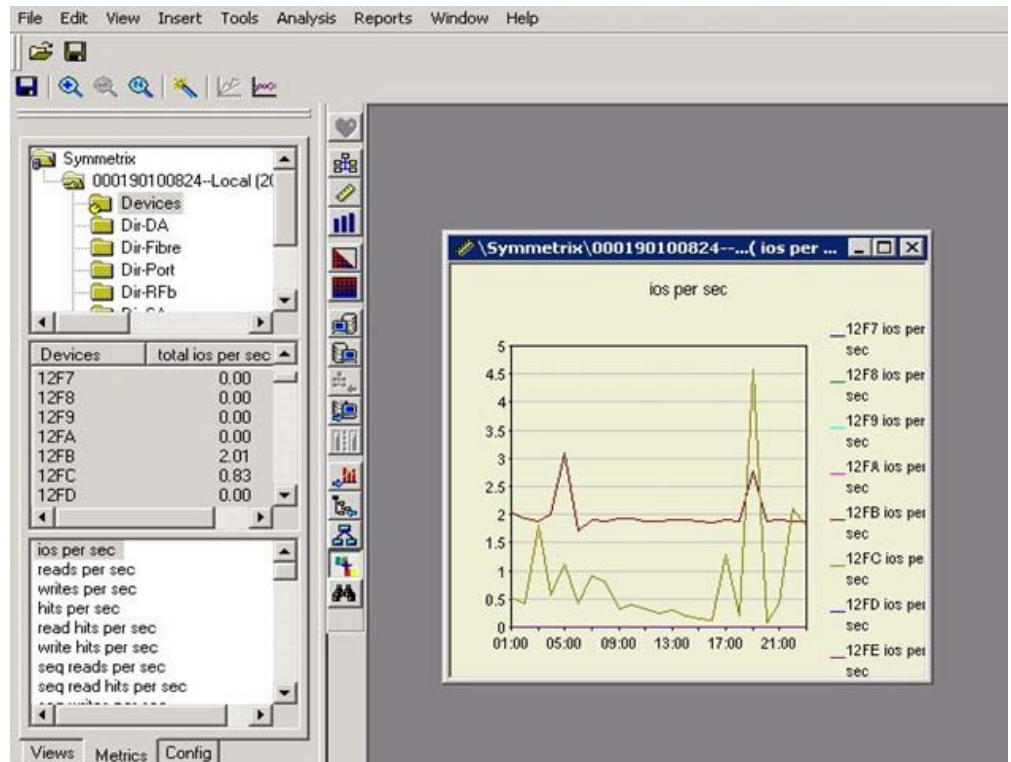 File Edit View Insert Tools Analysis Reports Window Help
Symmetrix
000190100824--Local (20
Devices
Dir-DA
Dir-Fibre
Dir-Port
Dir-RFb
Devices total ios per sec
12F7 0.00
12F8 0.00
12F9 0.00
12FA 0.00
12FB 2.01
12FC 0.83
12FD 0.00
ios per sec
reads per sec
writes per sec
hits per sec
read hits per sec
write hits per sec
seq reads per sec
seq read hits per sec
Views Metrics Config
\Symmetrix\000190100824--...( ios per ...
ios per sec
5
4.5
4
3.5
3
2.5
2
1.5
1
0.5
0
01:00 05:00 09:00 13:00 17:00 21:00
12F7 ios per
sec
12F8 ios per
sec
12F9 ios per
sec
12FA ios per
sec
12FB ios per
sec
12FC ios pe
sec
12FD ios per
sec
12FE ios per
sec